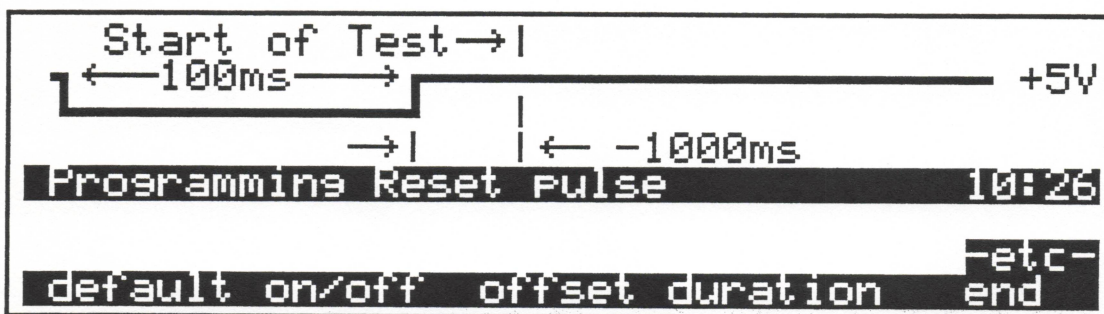 Start of Test→|
←100ms→ +5V
→| |← -1000ms
Programming Reset pulse 10:26
-etc-
default on/off offset duration end